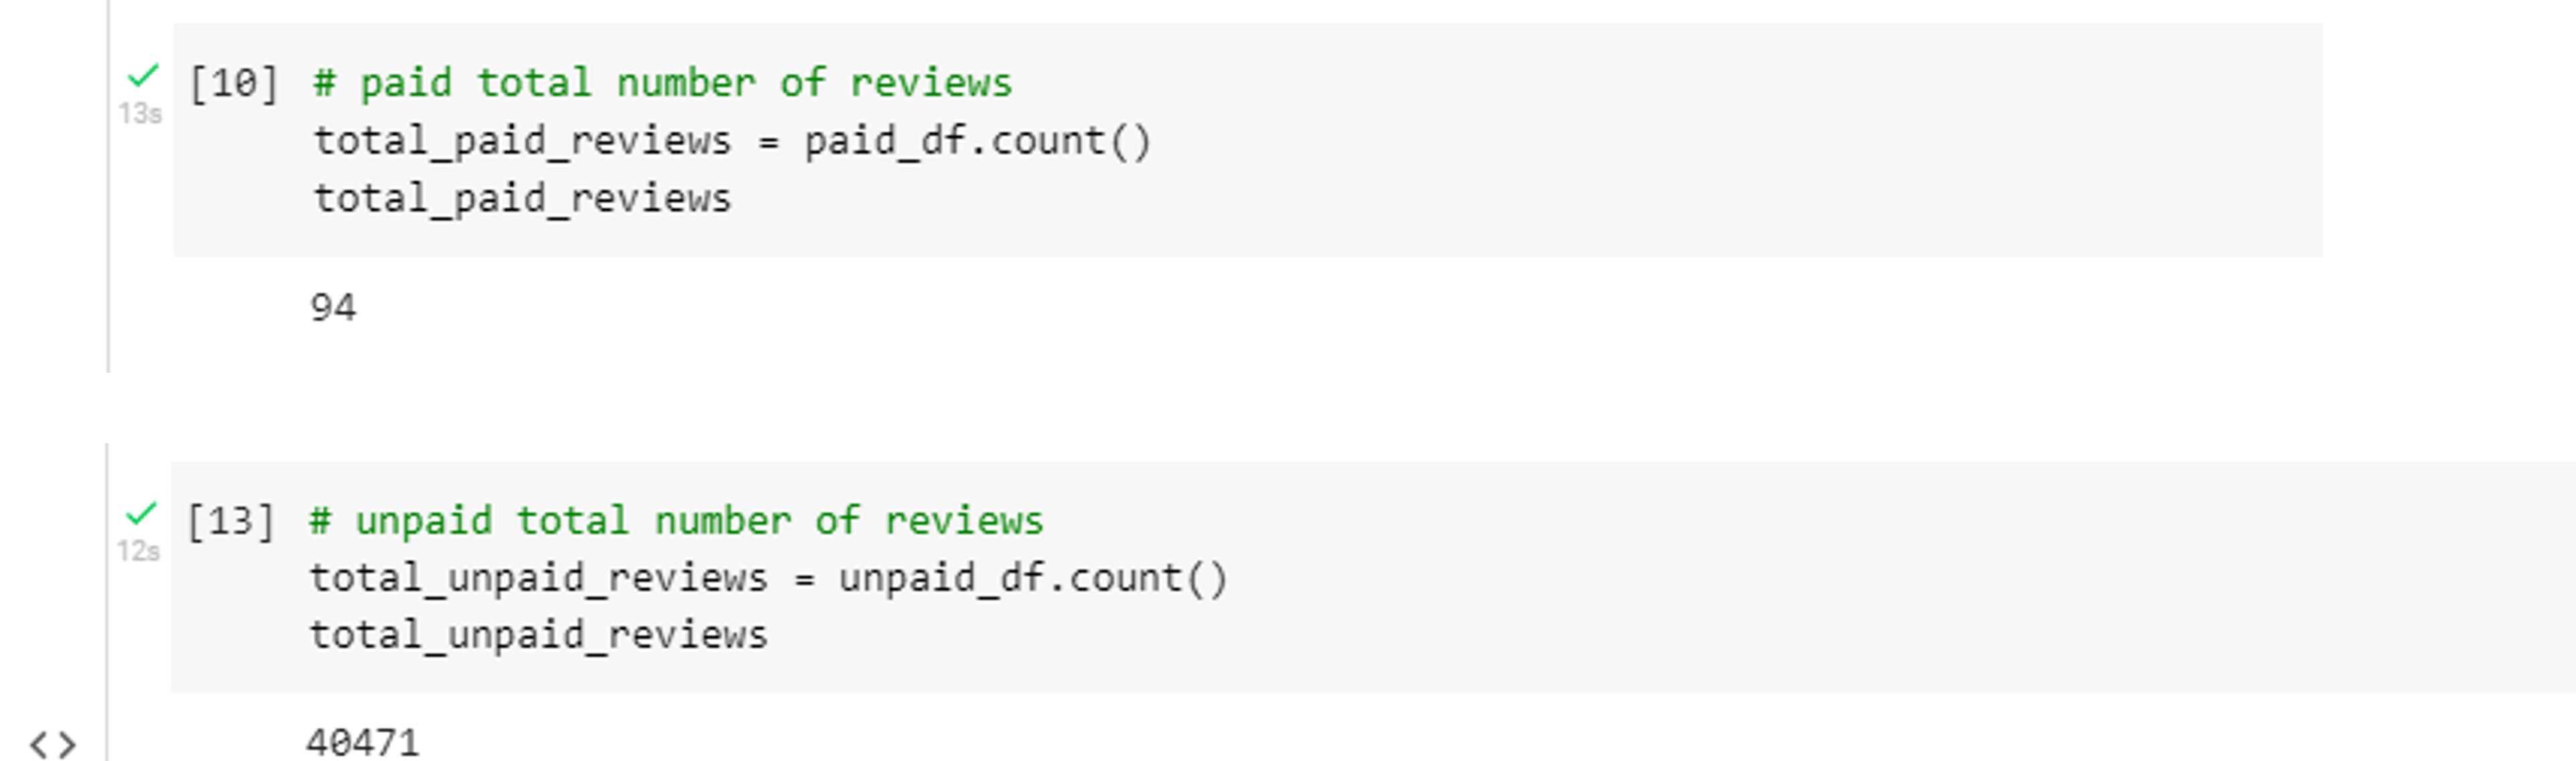 [10] # paid total number of reviews
13s
total_paid_reviews = paid_df.count()
total_paid_reviews
94
[13] # unpaid total number of reviews
12s
total_unpaid_reviews = unpaid_df.count()
total_unpaid_reviews
40471